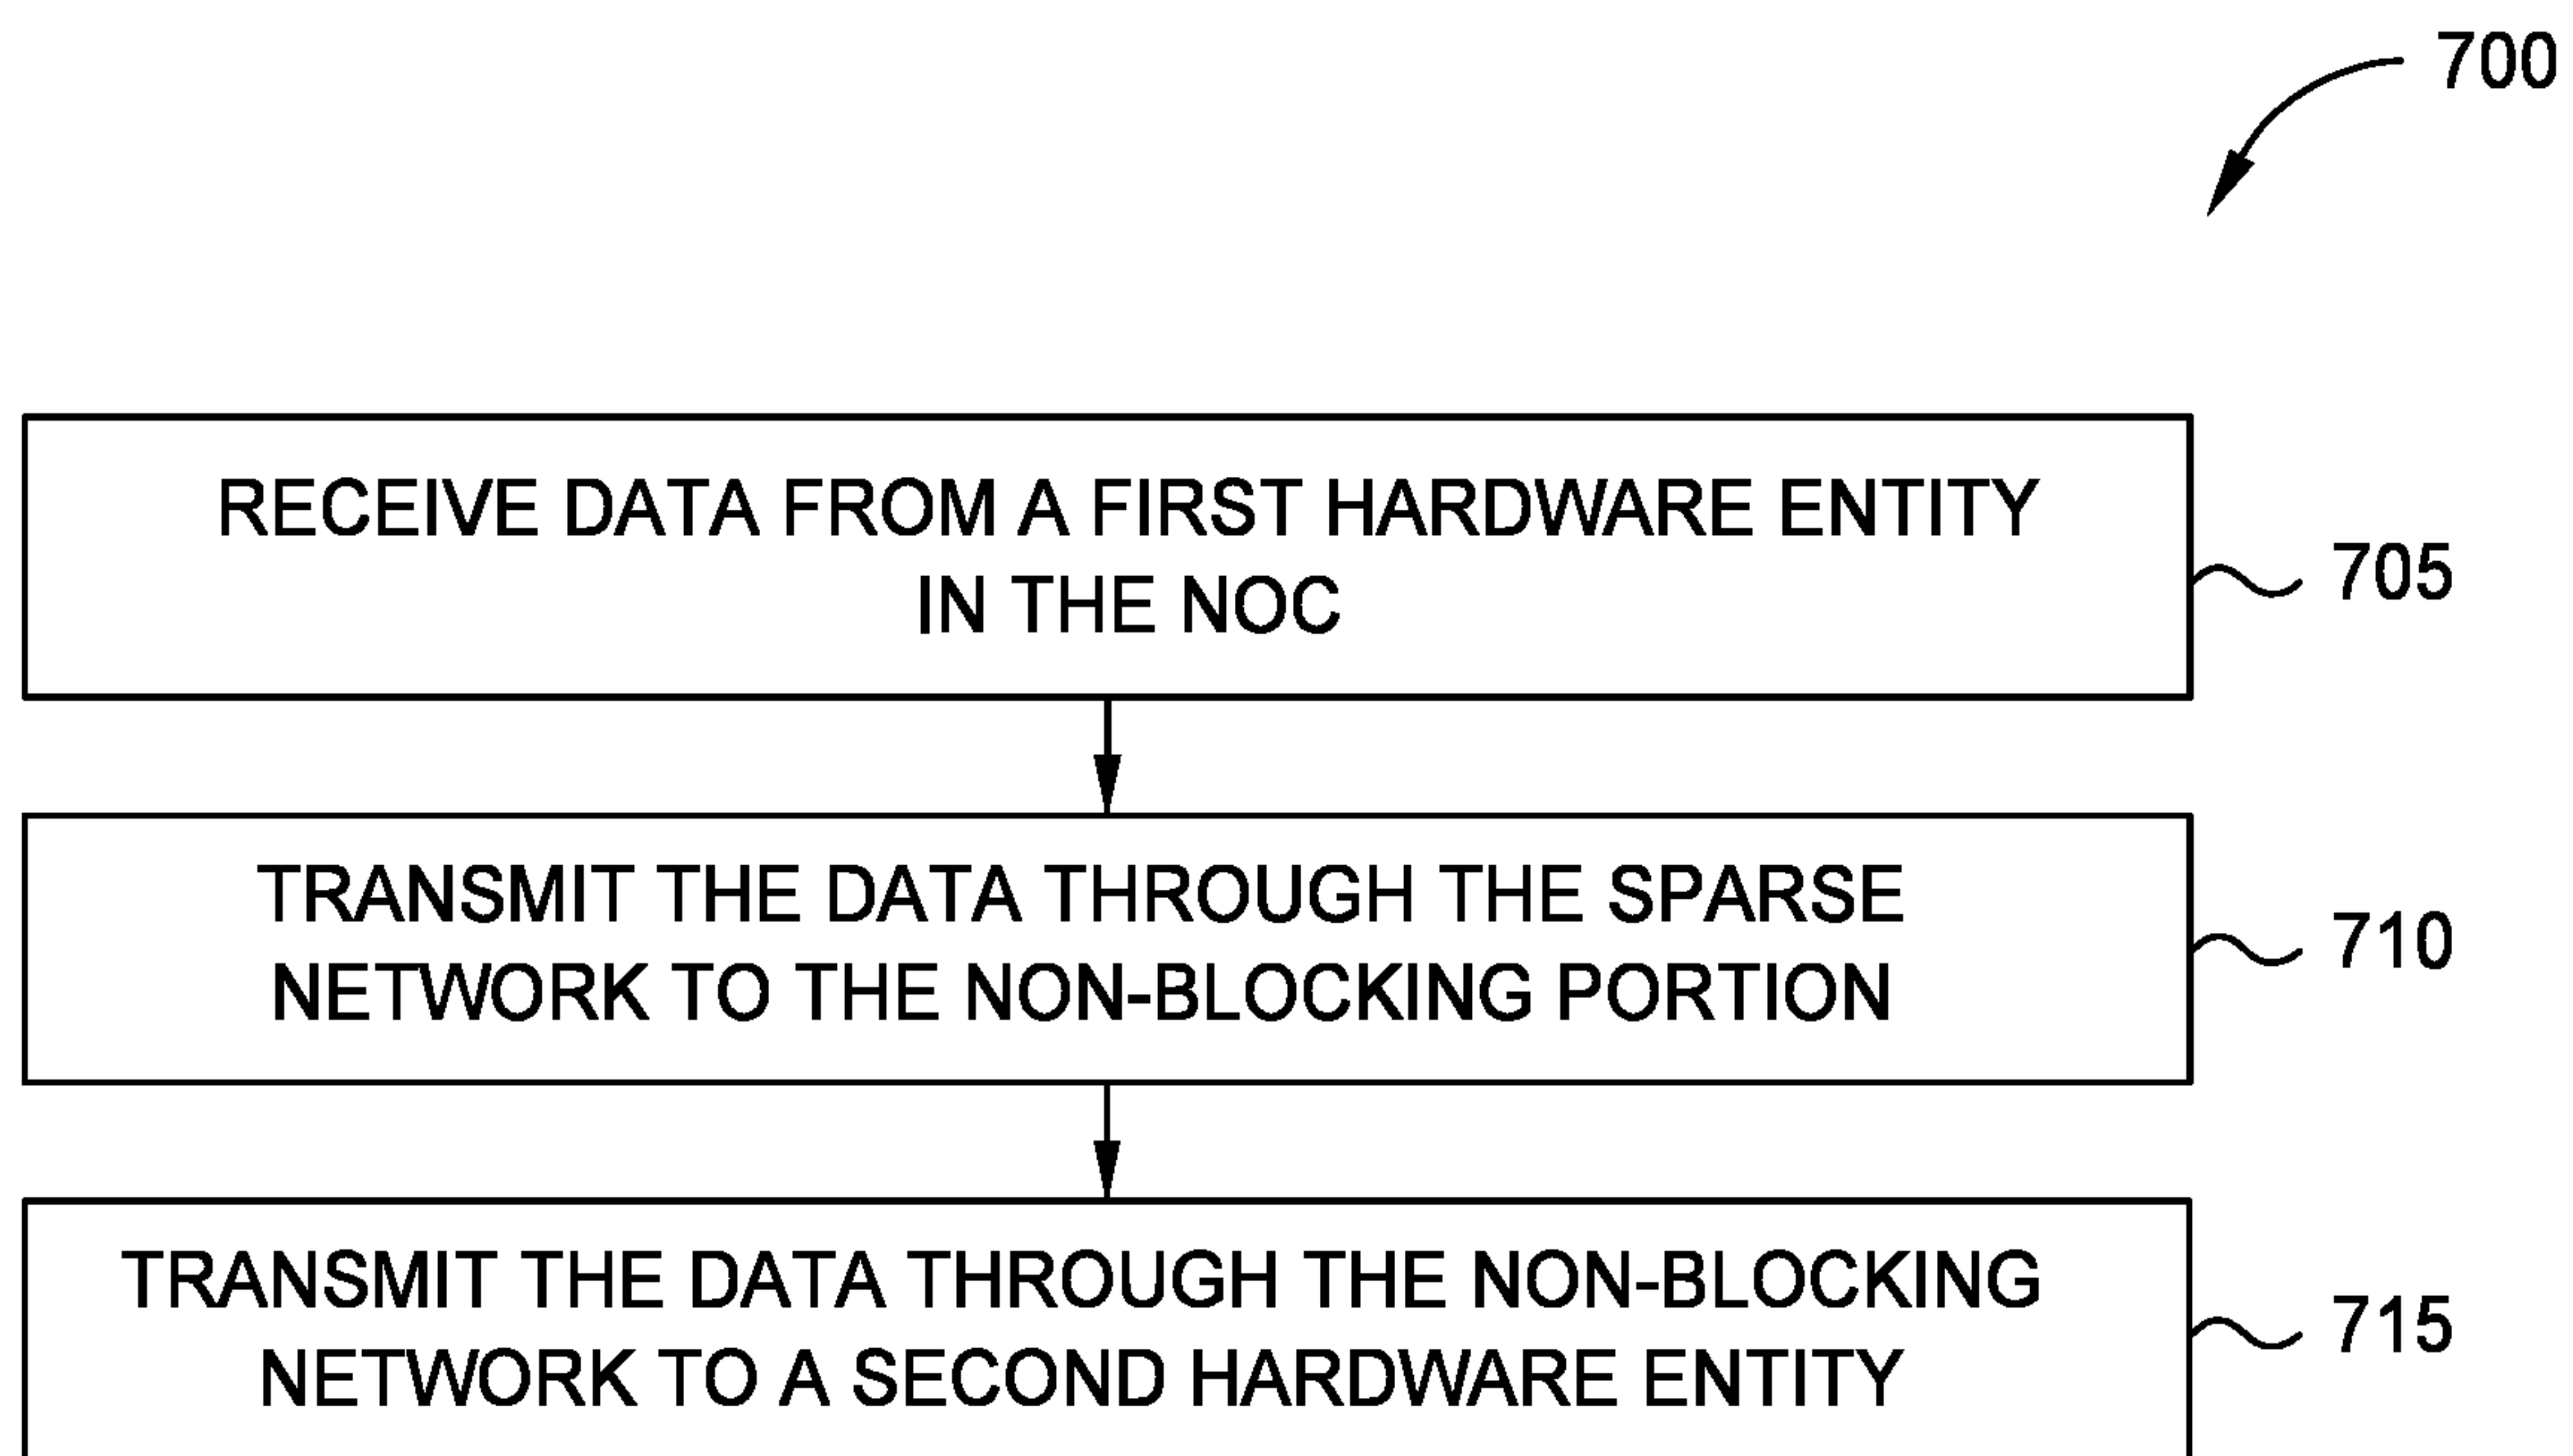 700
RECEIVE DATA FROM A FIRST HARDWARE ENTITY
IN THE NOC
705
TRANSMIT THE DATA THROUGH THE SPARSE
NETWORK TO THE NON-BLOCKING PORTION
710
TRANSMIT THE DATA THROUGH THE NON-BLOCKING
NETWORK TO A SECOND HARDWARE ENTITY
715